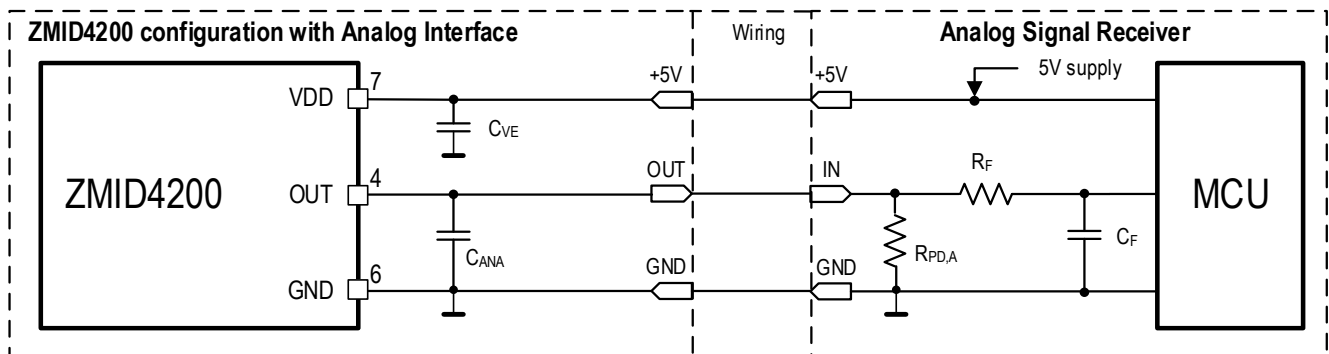 ZMID4200 configuration with Analog Interface
Wiring
Analog Signal Receiver
7
VDD
+5V
+5V
5V supply
CVE
ZMID4200
4
OUT
OUT
IN
RF
MCU
CANA
RPD,A
CF
6
GND
GND
GND